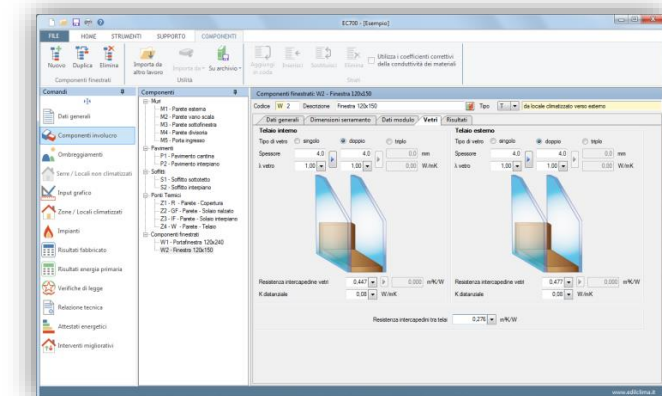 EC700 - [Esempio]
FILE HOME STRUMENTI SUPPORTO COMPONENTI
Nuovo Duplica Elimina Importa da altro lavoro Importa da Su archivio Aggiungi in coda Inserisci Sostituisci Elimina Utilizza i coefficienti correttivi della conduttività dei materiali
Componenti finestrati Utilità Strati
Comandi
Dati generali
Componenti involucro
Ombreggiamenti
Serre / Locali non climatizzati
Input grafico
Zone / Locali climatizzati
Impianti
Risultati fabbricato
Risultati energia primaria
Verifiche di legge
Relazione tecnica
Attestati energetici
Interventi migliorativi
Componenti
Muri
M1 - Parete esterna
M2 - Parete vano scala
M3 - Parete sottofinestra
M4 - Parete divisoria
M5 - Porta ingresso
Pavimenti
P1 - Pavimento cantina
P2 - Pavimento interpiano
Soffitti
S1 - Soffitto sottotetto
S2 - Soffitto interpiano
Ponti Termici
Z1 - R - Parete - Copertura
Z2 - GF - Parete - Solaio rialzato
Z3 - IF - Parete - Solaio interpiano
Z4 - W - Parete - Telaio
Componenti finestrati
W1 - Portafinestra 120x240
W2 - Finestra 120x150
Componenti finestrati: W2 - Finestra 120x150
Codice W 2 Descrizione Finestra 120x150 Tipo T da locale climatizzato verso esterno
Dati generali Dimensioni serramento Dati modulo Vetri Risultati
Telaio interno
Tipo di vetro singolo doppio triplo
Spessore 4,0 4,0 0,0 mm
λ vetro 1,00 1,00 0,00 W/mK
Resistenza intercapedine vetri 0,447 0,000 m²K/W
K distanziale 0,00 W/mK
Telaio esterno
Tipo di vetro singolo doppio triplo
Spessore 4,0 4,0 0,0 mm
λ vetro 1,00 1,00 0,00 W/mK
Resistenza intercapedine vetri 0,477 0,000 m²K/W
K distanziale 0,00 W/mK
Resistenza intercapedini tra telai 0,276 m²K/W
www.edilclima.it